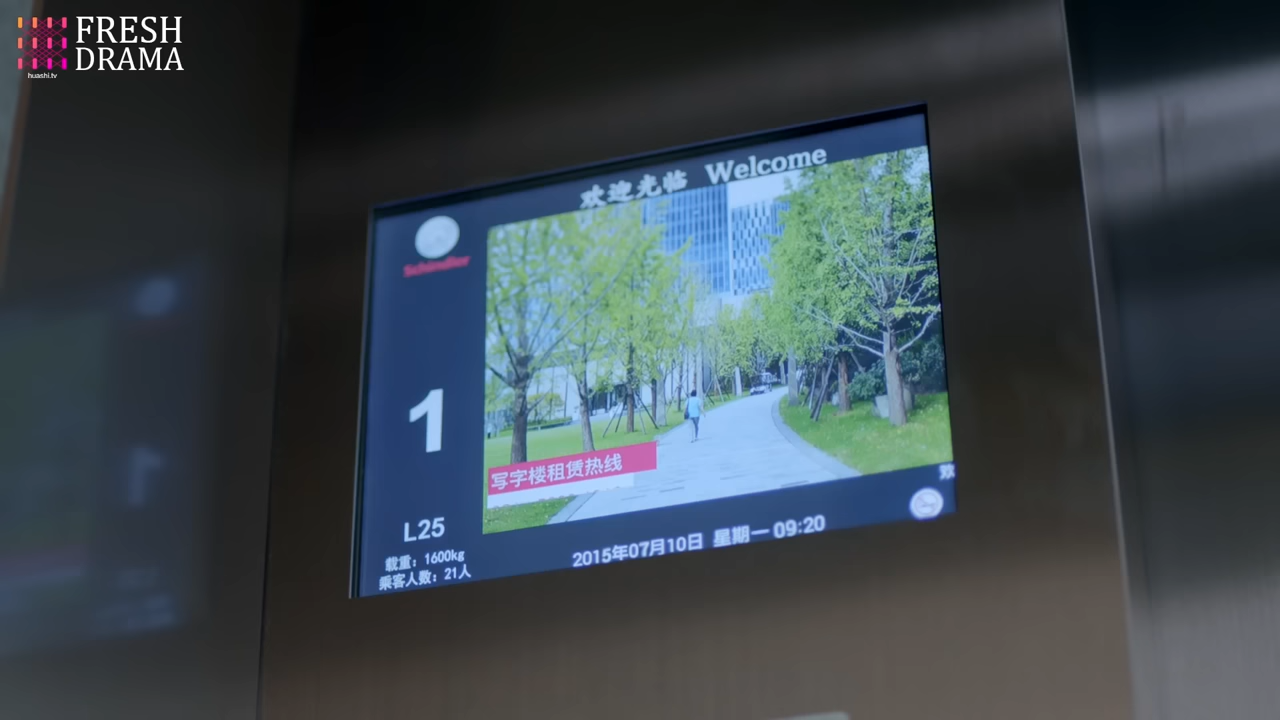 FRESH
DRAMA
huashi.tv
欢迎光临 Welcome
Schindler
1
写字楼租赁热线
L25
载重：1600kg
乘客人数：21人
2015年07月10日 星期一 09:20